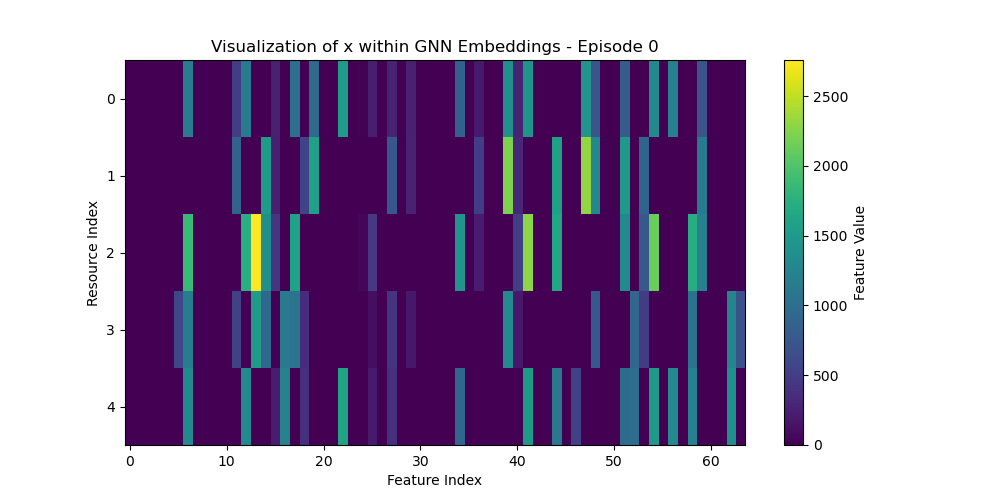 Visualization of x within GNN Embeddings - Episode 0
Resource Index
0
1
2
3
4
0 10 20 30 40 50 60
Feature Index
2500
2000
1500
1000
500
0
Feature Value